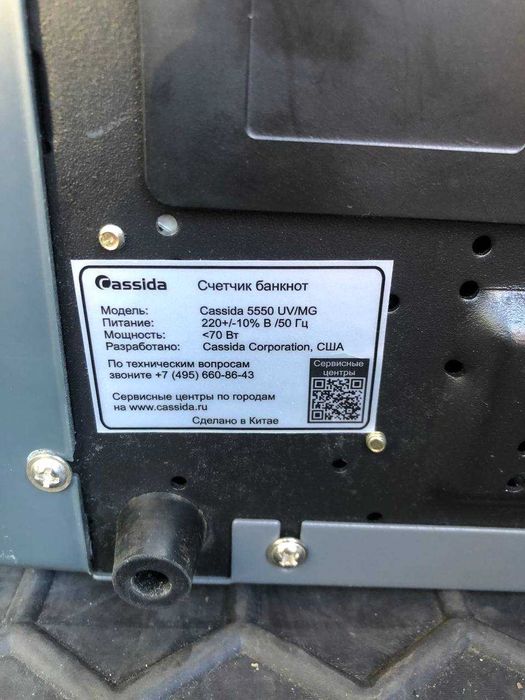 Cassida Счетчик банкнот
Модель: Cassida 5550 UV/MG
Питание: 220+/-10% В /50 Гц
Мощность: <70 Вт
Разработано: Cassida Corporation, США
По техническим вопросам
звоните +7 (495) 660-86-43
Сервисные
центры
Сервисные центры по городам
на www.cassida.ru
Сделано в Китае